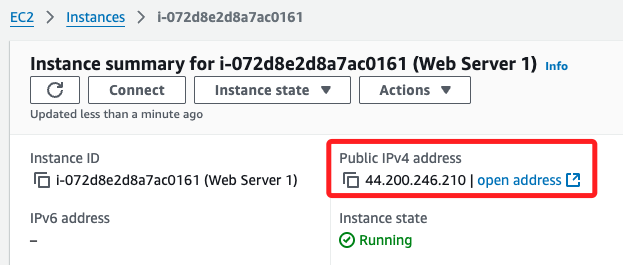 EC2 > Instances > i-072d8e2d8a7ac0161
Instance summary for i-072d8e2d8a7ac0161 (Web Server 1) Info
Connect Instance state ▼ Actions ▼
Updated less than a minute ago
Instance ID
i-072d8e2d8a7ac0161 (Web Server 1)
Public IPv4 address
44.200.246.210 | open address
IPv6 address
–
Instance state
Running